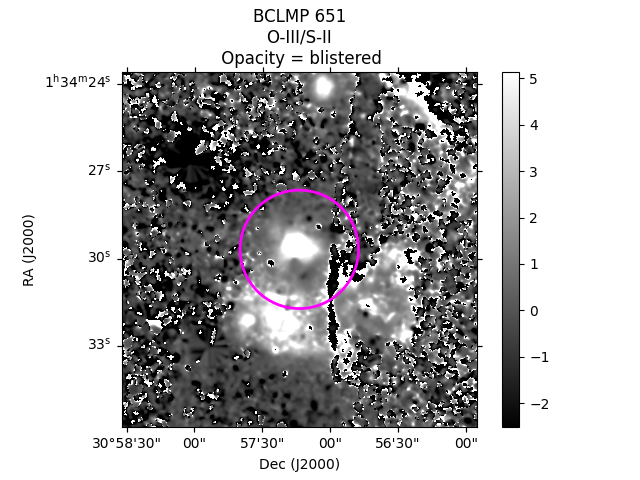 BCLMP 651
O-III/S-II
Opacity = blistered
1ʰ34ᵐ24ˢ
27ˢ
30ˢ
33ˢ
RA (J2000)
30°58'30" 00" 57'30" 00" 56'30" 00"
Dec (J2000)
5
4
3
2
1
0
−1
−2